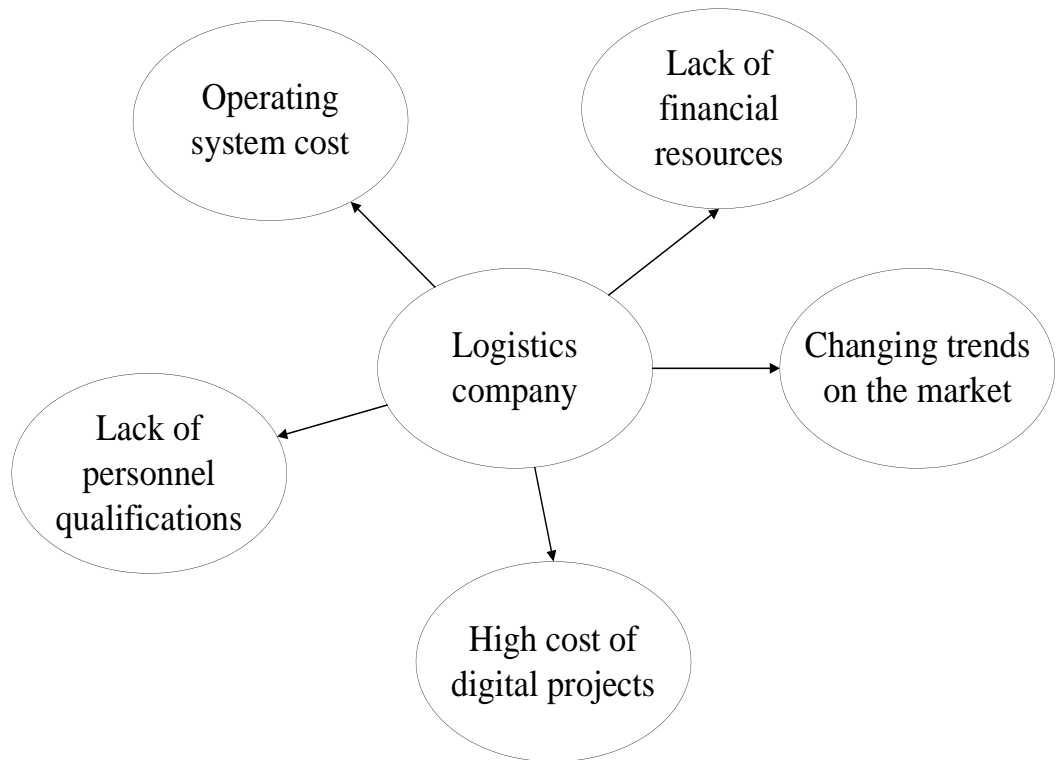 Operating
system cost
Lack of
financial
resources
Logistics
company
Changing trends
on the market
Lack of
personnel
qualifications
High cost of
digital projects